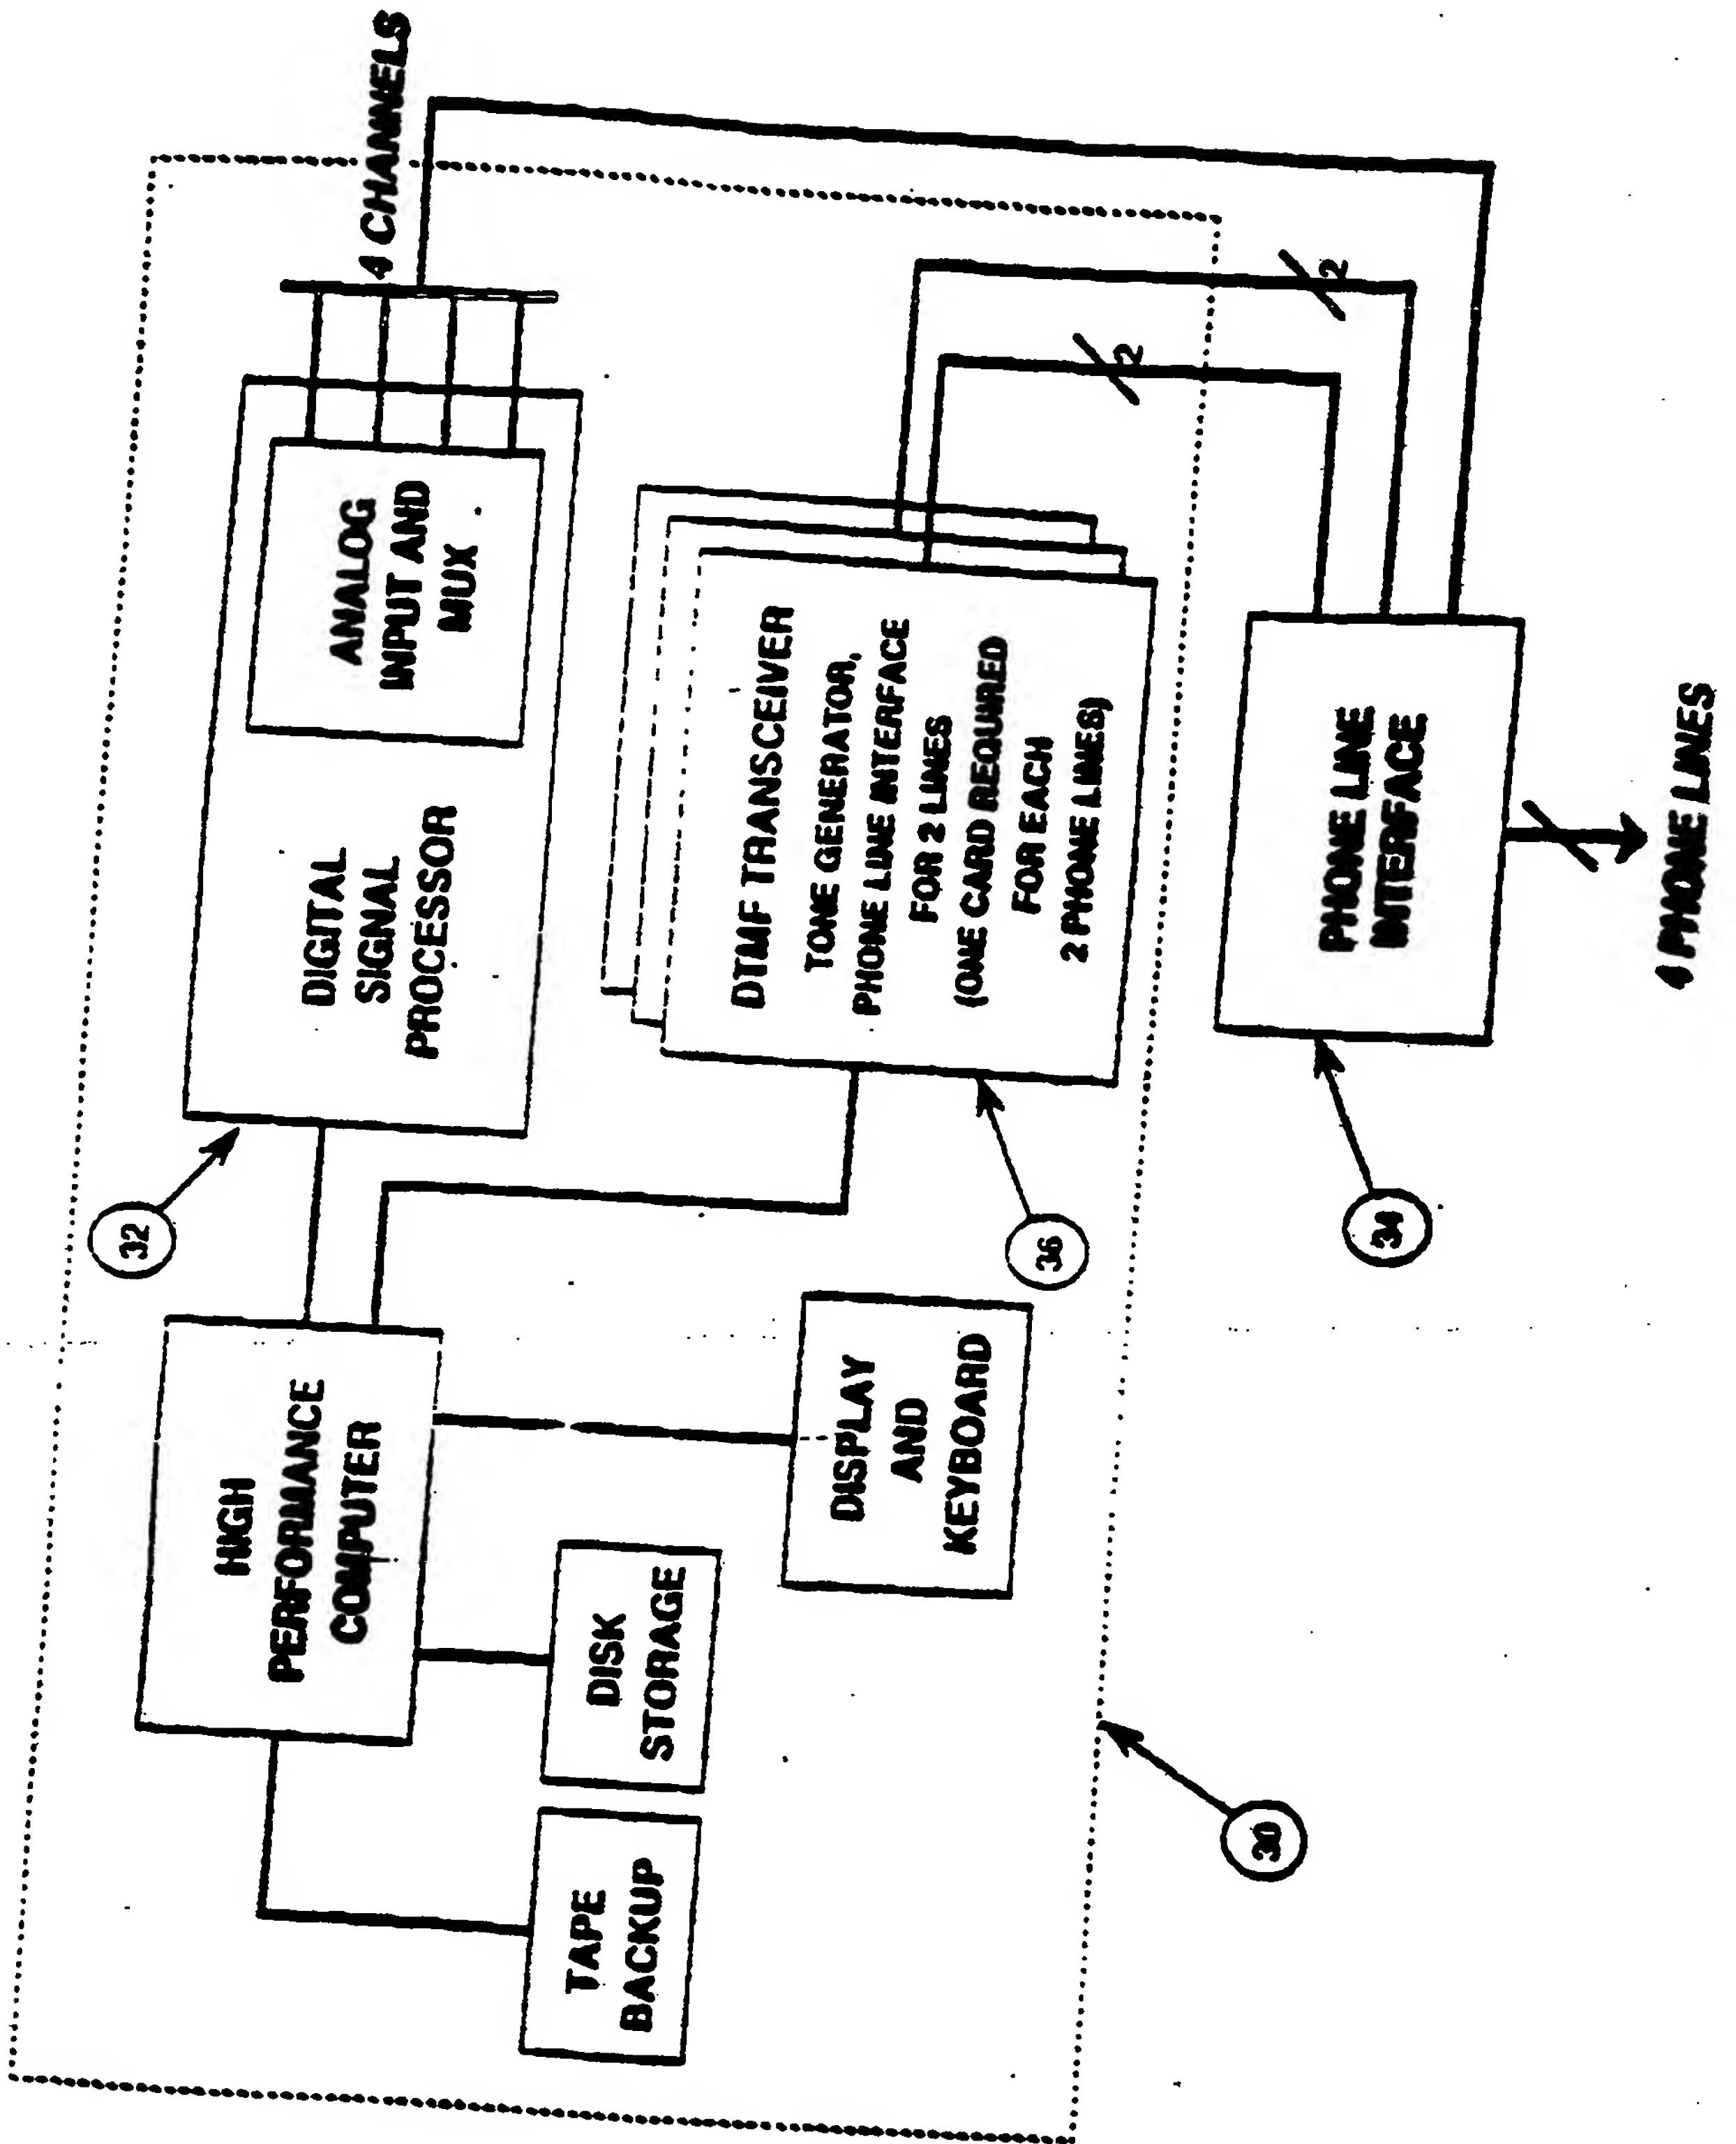 4 CHANNELS
ANALOG
INPUT AND
MUX
DIGITAL
SIGNAL
PROCESSOR
32
HIGH
PERFORMANCE
COMPUTER
TAPE
BACKUP
DISK
STORAGE
DISPLAY
AND
KEYBOARD
DTMF TRANSCEIVER
TONE GENERATOR,
PHONE LINE INTERFACE
FOR 2 LINES
(ONE CARD REQUIRED
FOR EACH
2 PHONE LINES)
36
2
2
PHONE LINE
INTERFACE
34
4 PHONE LINES
30